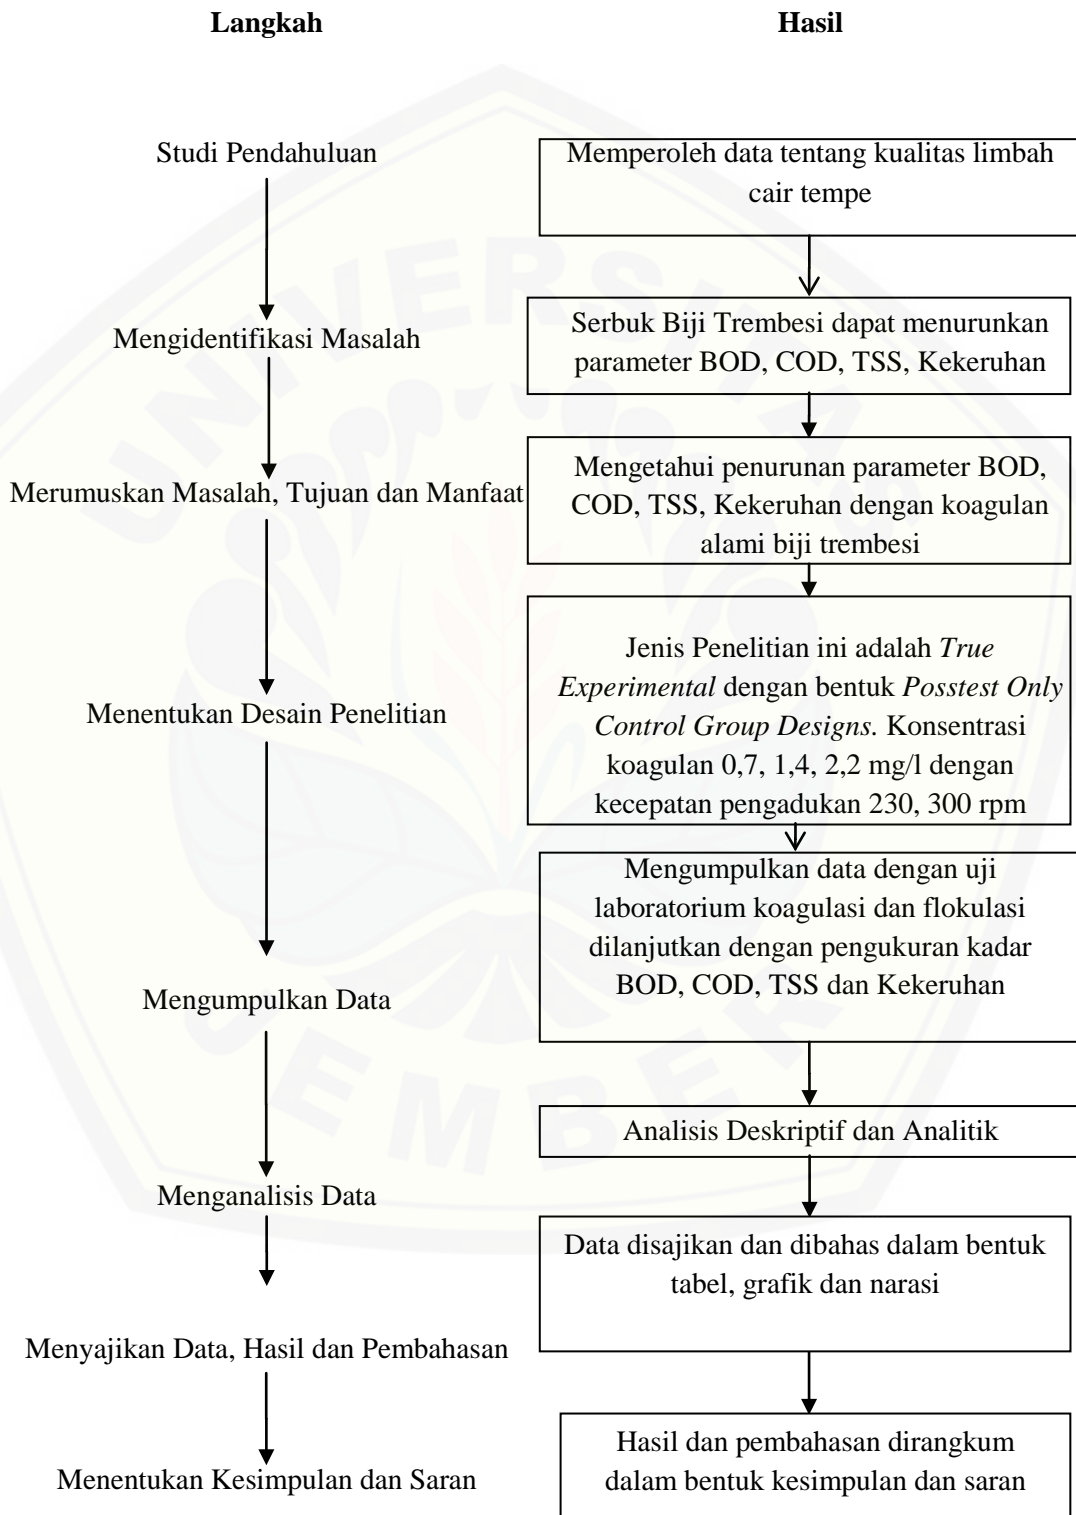 Langkah
Hasil
Studi Pendahuluan
Memperoleh data tentang kualitas limbah
cair tempe
Mengidentifikasi Masalah
Serbuk Biji Trembesi dapat menurunkan
parameter BOD, COD, TSS, Kekeruhan
Merumuskan Masalah, Tujuan dan Manfaat
Mengetahui penurunan parameter BOD,
COD, TSS, Kekeruhan dengan koagulan
alami biji trembesi
Menentukan Desain Penelitian
Jenis Penelitian ini adalah True
Experimental dengan bentuk Posstest Only
Control Group Designs. Konsentrasi
koagulan 0,7, 1,4, 2,2 mg/l dengan
kecepatan pengadukan 230, 300 rpm
Mengumpulkan Data
Mengumpulkan data dengan uji
laboratorium koagulasi dan flokulasi
dilanjutkan dengan pengukuran kadar
BOD, COD, TSS dan Kekeruhan
Menganalisis Data
Analisis Deskriptif dan Analitik
Menyajikan Data, Hasil dan Pembahasan
Data disajikan dan dibahas dalam bentuk
tabel, grafik dan narasi
Menentukan Kesimpulan dan Saran
Hasil dan pembahasan dirangkum
dalam bentuk kesimpulan dan saran
UNIVERSITAS
JEMBER